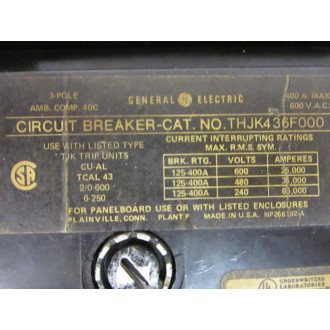 3-POLE
AMB. COMP. 40C
GENERAL GE ELECTRIC
400 A. MAX
600 V.A.C.
CIRCUIT BREAKER-CAT. NO. THJK436F000
USE WITH LISTED TYPE
TJK TRIP UNITS
CU-AL
TCAL 43
2/0-600
6-250
CURRENT INTERRUPTING RATINGS
MAX. R.M.S. SYM.
BRK. RTG. VOLTS AMPERES
125-400A 600 25,000
125-400A 480 35,000
125-400A 240 65,000
FOR PANELBOARD USE OR WITH LISTED ENCLOSURES
PLAINVILLE, CONN. PLANT P MADE IN U.S.A.
UNDERWRITERS
LABORATORIES